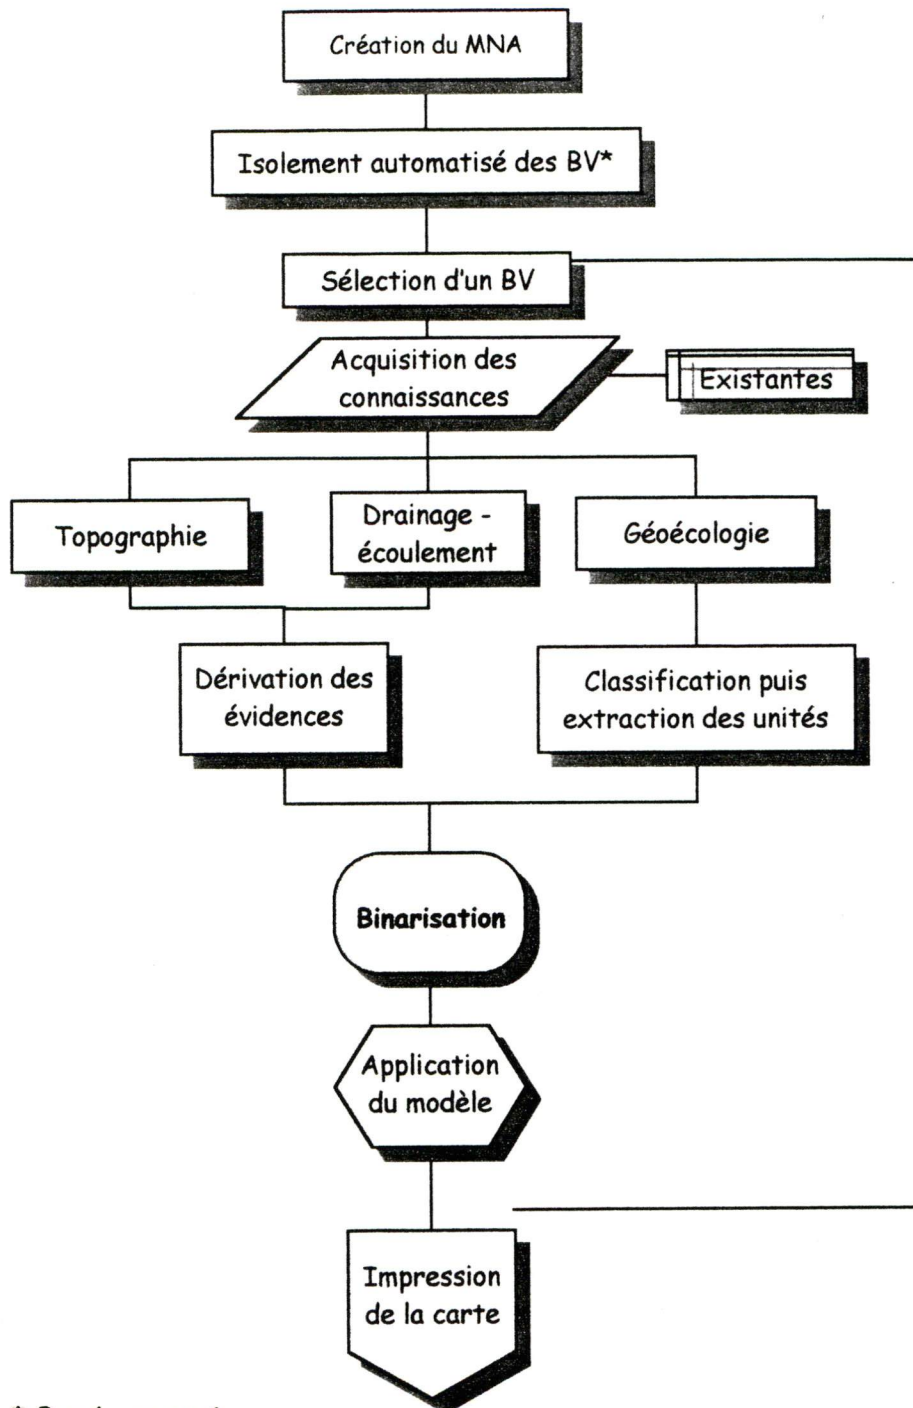 Création du MNA
Isolement automatisé des BV*
Sélection d'un BV
Acquisition des
connaissances
Existantes
Topographie
Drainage -
écoulement
Géoécologie
Dérivation des
évidences
Classification puis
extraction des unités
Binarisation
Application
du modèle
Impression
de la carte